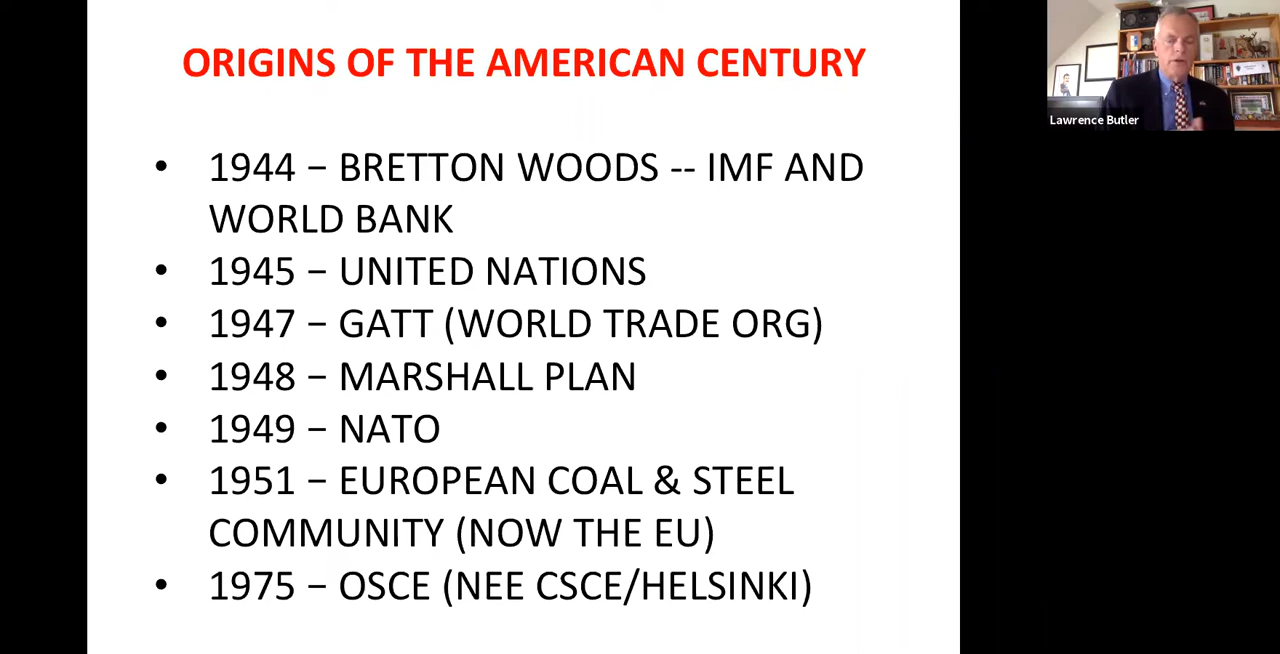 ORIGINS OF THE AMERICAN CENTURY
• 1944 – BRETTON WOODS -- IMF AND
WORLD BANK
• 1945 – UNITED NATIONS
• 1947 – GATT (WORLD TRADE ORG)
• 1948 – MARSHALL PLAN
• 1949 – NATO
• 1951 – EUROPEAN COAL & STEEL
COMMUNITY (NOW THE EU)
• 1975 – OSCE (NEE CSCE/HELSINKI)
Lawrence Butler